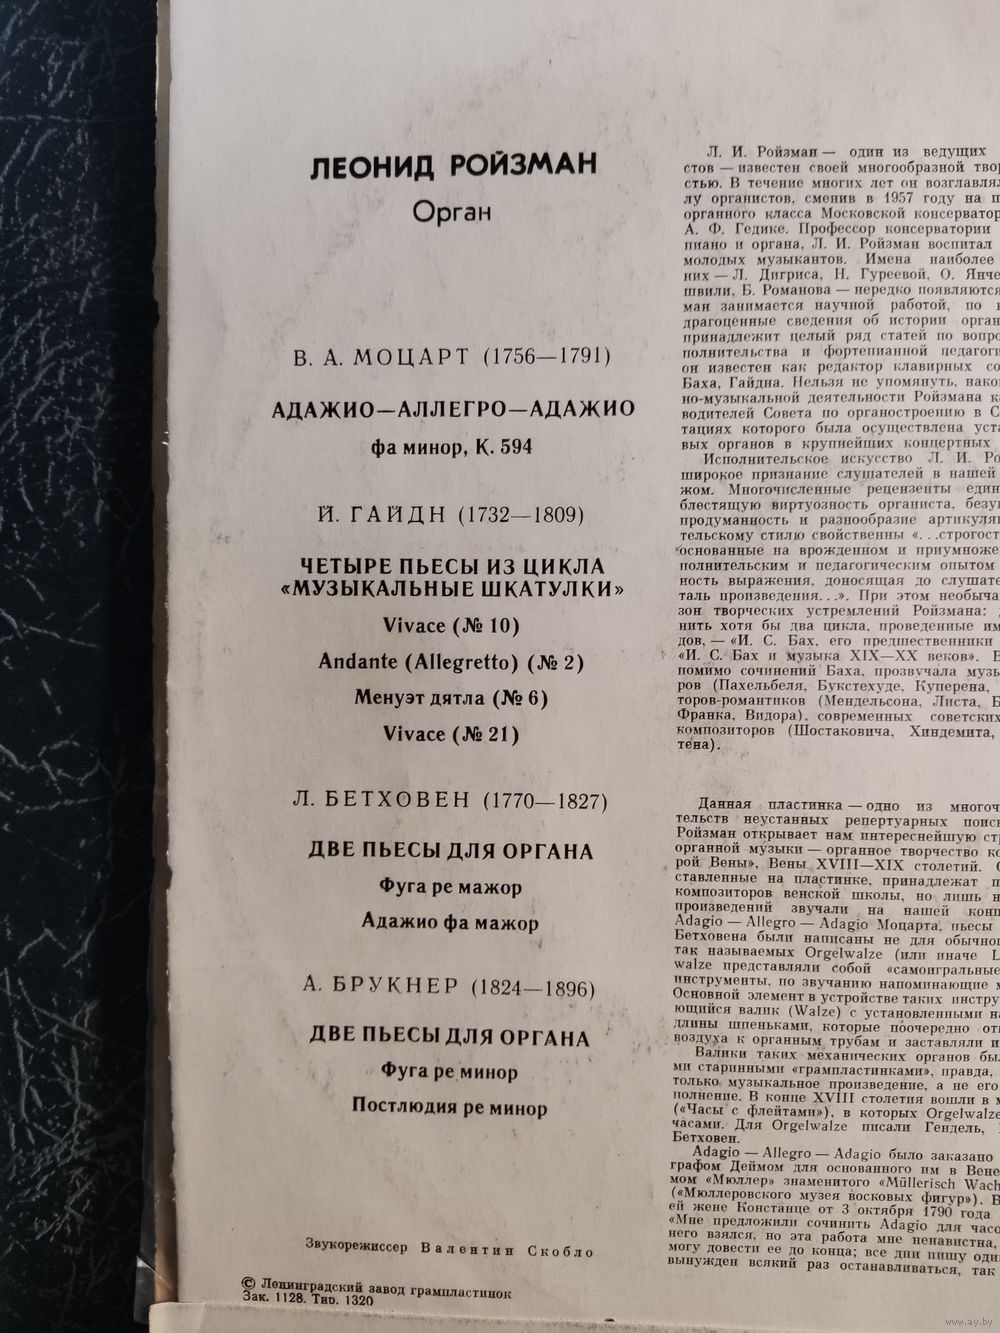 ЛЕОНИД РОЙЗМАН
Орган
В. А. МОЦАРТ (1756—1791)
АДАЖИО—АЛЛЕГРО—АДАЖИО
фа минор, К. 594
Й. ГАЙДН (1732—1809)
ЧЕТЫРЕ ПЬЕСЫ ИЗ ЦИКЛА
«МУЗЫКАЛЬНЫЕ ШКАТУЛКИ»
Vivace (№ 10)
Andante (Allegretto) (№ 2)
Менуэт дятла (№ 6)
Vivace (№ 21)
Л. БЕТХОВЕН (1770—1827)
ДВЕ ПЬЕСЫ ДЛЯ ОРГАНА
Фуга ре мажор
Адажио фа мажор
А. БРУКНЕР (1824—1896)
ДВЕ ПЬЕСЫ ДЛЯ ОРГАНА
Фуга ре минор
Постлюдия ре минор
Звукорежиссер Валентин Скобло
© Ленинградский завод грампластинок
Зак. 1128. Тир. 1320
Л. И. Ройзман — один из ведущих
стов — известен своей многообразной твор
стью. В течение многих лет он возглавлял
лу органистов, сменив в 1957 году на п
органного класса Московской консерватор
А. Ф. Гедике. Профессор консерватории
пиано и органа, Л. И. Ройзман воспитал
молодых музыкантов. Имена наиболее
них — Л. Дигриса, Н. Гуреевой, О. Янче
швили, Б. Романова — нередко появляются
ман занимается научной работой, по
драгоценные сведения об истории орган
принадлежит целый ряд статей по вопро
полнительства и фортепианной педагоги
он известен как редактор клавирных со
Баха, Гайдна. Нельзя не упомянуть, нако
но-музыкальной деятельности Ройзмана к
водителей Совета по органостроению в С
тациях которого была осуществлена уста
вых органов в крупнейших концертных
Исполнительское искусство Л. И. Ро
широкое признание слушателей в нашей
жом. Многочисленные рецензенты един
блестящую виртуозность органиста, безу
продуманность и разнообразие артикуля
тельскому стилю свойственны «. . .строгост
основанные на врожденном и приумноже
полнительским и педагогическим опытом
ность выражения, доносящая до слушате
таль произведения. . .». При этом необыча
зон творческих устремлений Ройзмана:
нить хотя бы два цикла, проведенные им
дов, — «И. С. Бах, его предшественники
«И. С. Бах и музыка XIX—XX веков». В
помимо сочинений Баха, прозвучала музы
ров (Пахельбеля, Букстехуде, Куперена,
торов-романтиков (Мендельсона, Листа, Б
Франка, Видора), современных советских
композиторов (Шостаковича, Хиндемита,
тена).
Данная пластинка — одно из многоч
тельств неустанных репертуарных поиск
Ройзман открывает нам интереснейшую стр
органной музыки — органное творчество ко
рой Вены», Вены XVIII—XIX столетий.
ставленные на пластинке, принадлежат п
композиторов венской школы, но лишь н
произведений звучали на нашей конц
Adagio — Allegro — Adagio Моцарта, пьесы
Бетховена были написаны не для обычно
так называемых Orgelwalze (или иначе L
walze представляли собой «самоигральные
инструменты, по звучанию напоминающие м
Основной элемент в устройстве таких инстру
ющийся валик (Walze) с установленными на
длины шпеньками, которые поочередно отк
воздуха к органным трубам и заставляли и
Валики таких механических органов бы
ми старинными «грампластинками», правда,
только музыкальное произведение, а не его
полнение. В конце XVIII столетия вошли в м
(«Часы с флейтами»), в которых Orgelwalze
часами. Для Orgelwalze писали Гендель,
Бетховен.
Adagio — Allegro — Adagio было заказано
графом Деймом для основанного им в Вене
мом «Мюллер» знаменитого «Müllerisch Wach
(«Мюллеровского музея восковых фигур»). В
ей жене Констанце от 3 октября 1790 года
«Мне предложили сочинить Adagio для часо
него взялся, но эта работа мне ненавистна,
могу довести ее до конца; все дни пишу оди
вынужден всякий раз останавливаться, так
www.ay.by